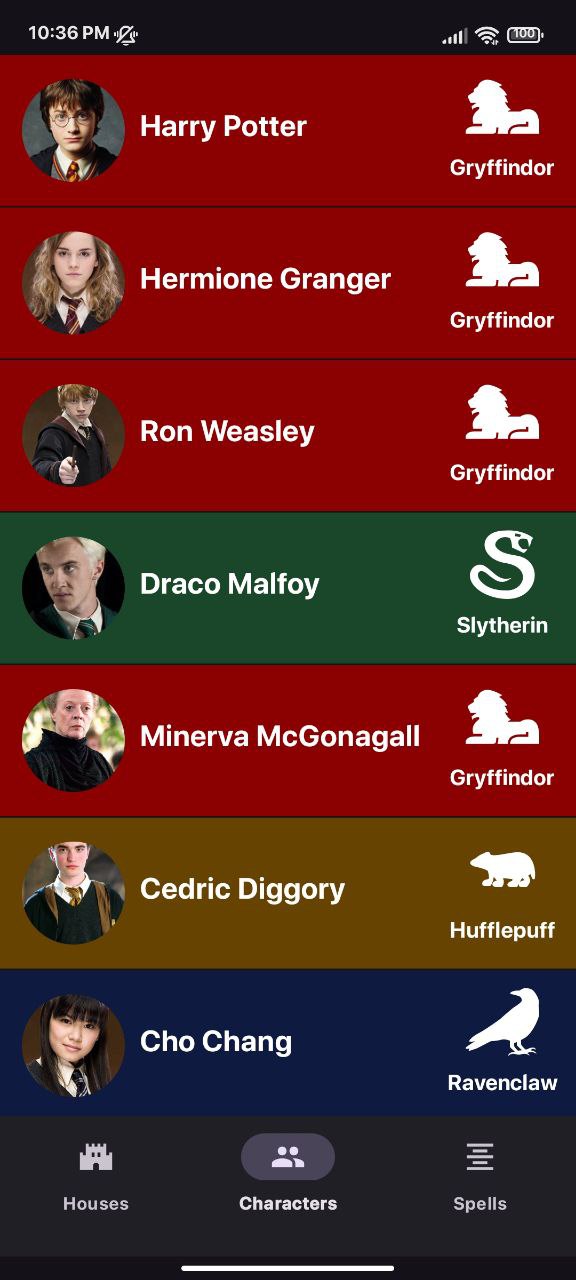 10:36 PM 100
Harry Potter
Gryffindor
Hermione Granger
Gryffindor
Ron Weasley
Gryffindor
Draco Malfoy
Slytherin
Minerva McGonagall
Gryffindor
Cedric Diggory
Hufflepuff
Cho Chang
Ravenclaw
Houses Characters Spells